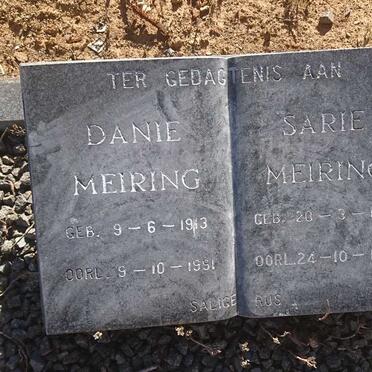 TER GEDAGTENIS AAN
DANIE
MEIRING
GEB. 9-6-1913
OORL. 9-10-1991
SARIE
MEIRING
GEB. 20-3-
OORL. 24-10-
SALIGE RUS